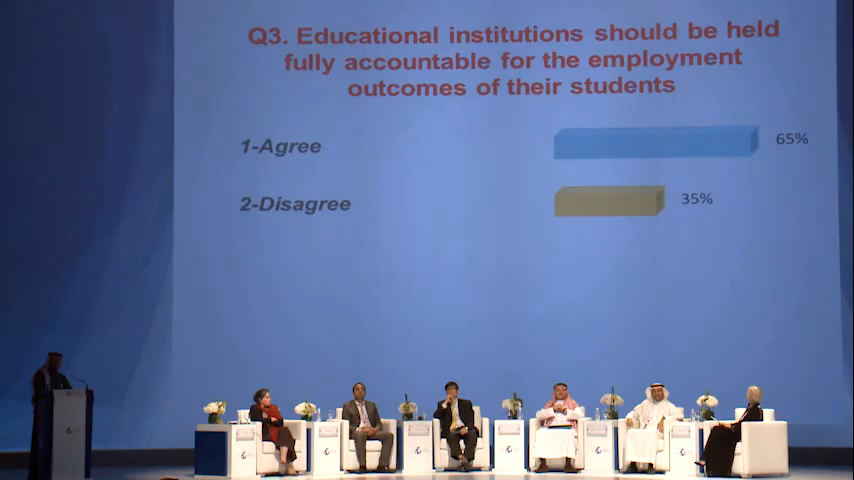 Q3. Educational institutions should be held
fully accountable for the employment
outcomes of their students
1-Agree
65%
2-Disagree
35%